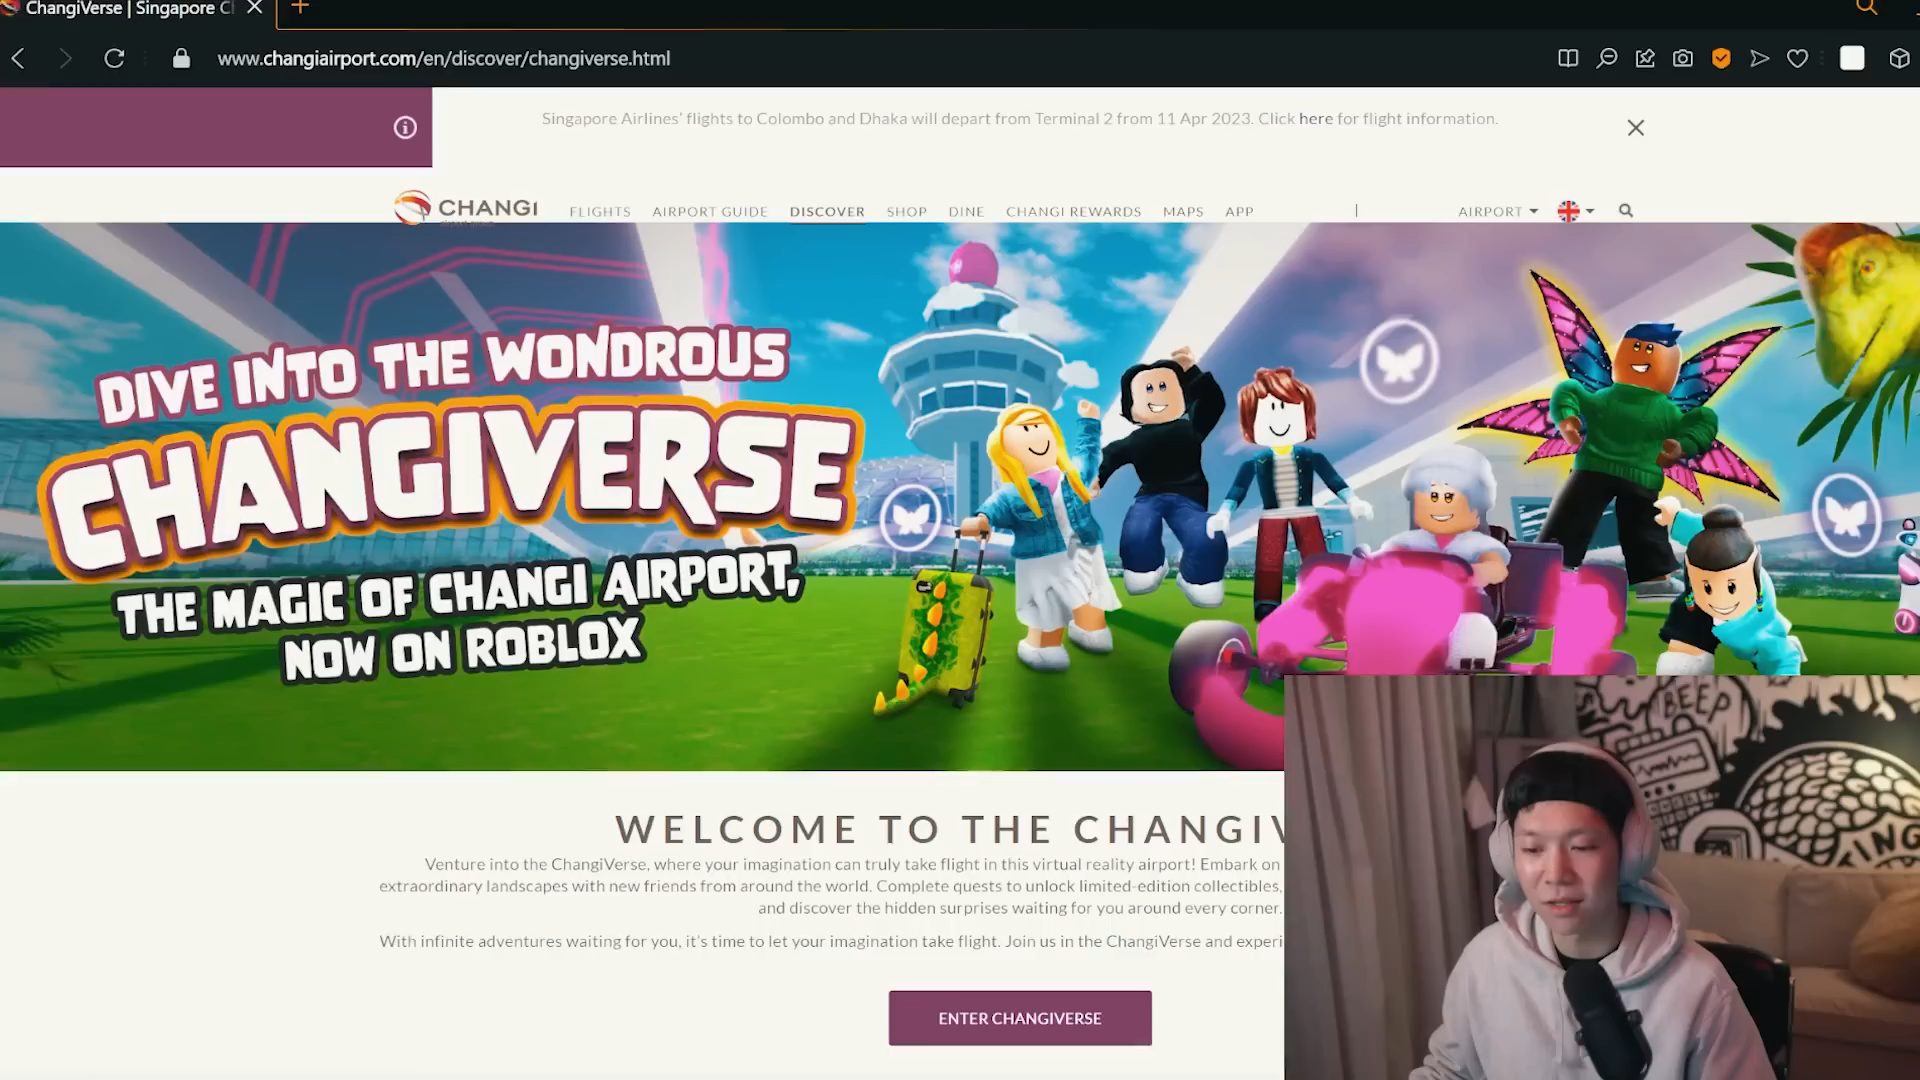 ChangiVerse | Singapore C
www.changiairport.com/en/discover/changiverse.html
Singapore Airlines' flights to Colombo and Dhaka will depart from Terminal 2 from 11 Apr 2023. Click here for flight information.
CHANGI
FLIGHTS AIRPORT GUIDE DISCOVER SHOP DINE CHANGI REWARDS MAPS APP | AIRPORT
DIVE INTO THE WONDROUS
CHANGIVERSE
THE MAGIC OF CHANGI AIRPORT,
NOW ON ROBLOX
WELCOME TO THE CHANGIV
Venture into the ChangiVerse, where your imagination can truly take flight in this virtual reality airport! Embark on
extraordinary landscapes with new friends from around the world. Complete quests to unlock limited-edition collectibles,
and discover the hidden surprises waiting for you around every corner.
With infinite adventures waiting for you, it's time to let your imagination take flight. Join us in the ChangiVerse and experi
ENTER CHANGIVERSE
BEEP
ING